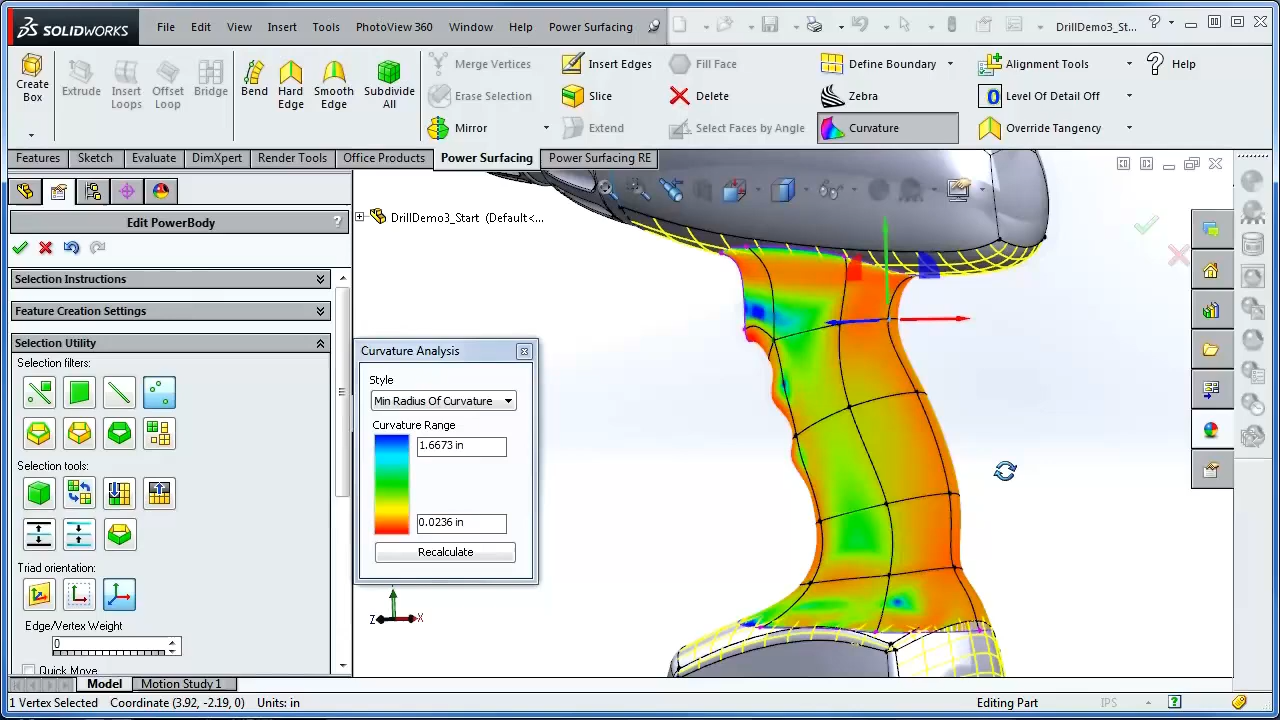 SOLIDWORKS File Edit View Insert Tools PhotoView 360 Window Help Power Surfacing DrillDemo3_St... ?
Create Box
Extrude
Insert Loops
Offset Loop
Bridge
Bend
Hard Edge
Smooth Edge
Subdivide All
Merge Vertices
Erase Selection
Mirror
Insert Edges
Slice
Extend
Fill Face
Delete
Select Faces by Angle
Define Boundary
Zebra
Curvature
Alignment Tools
Level Of Detail Off
Override Tangency
Help
Features Sketch Evaluate DimXpert Render Tools Office Products Power Surfacing Power Surfacing RE
Edit PowerBody ?
DrillDemo3_Start (Default<...
Selection Instructions
Feature Creation Settings
Selection Utility
Selection filters:
Selection tools:
Triad orientation:
Edge/Vertex Weight
0
Quick Move
Curvature Analysis
Style
Min Radius Of Curvature
Curvature Range
1.6673 in
0.0236 in
Recalculate
Z X
Model Motion Study 1
1 Vertex Selected Coordinate (3.92, -2.19, 0) Units: in Editing Part IPS ?